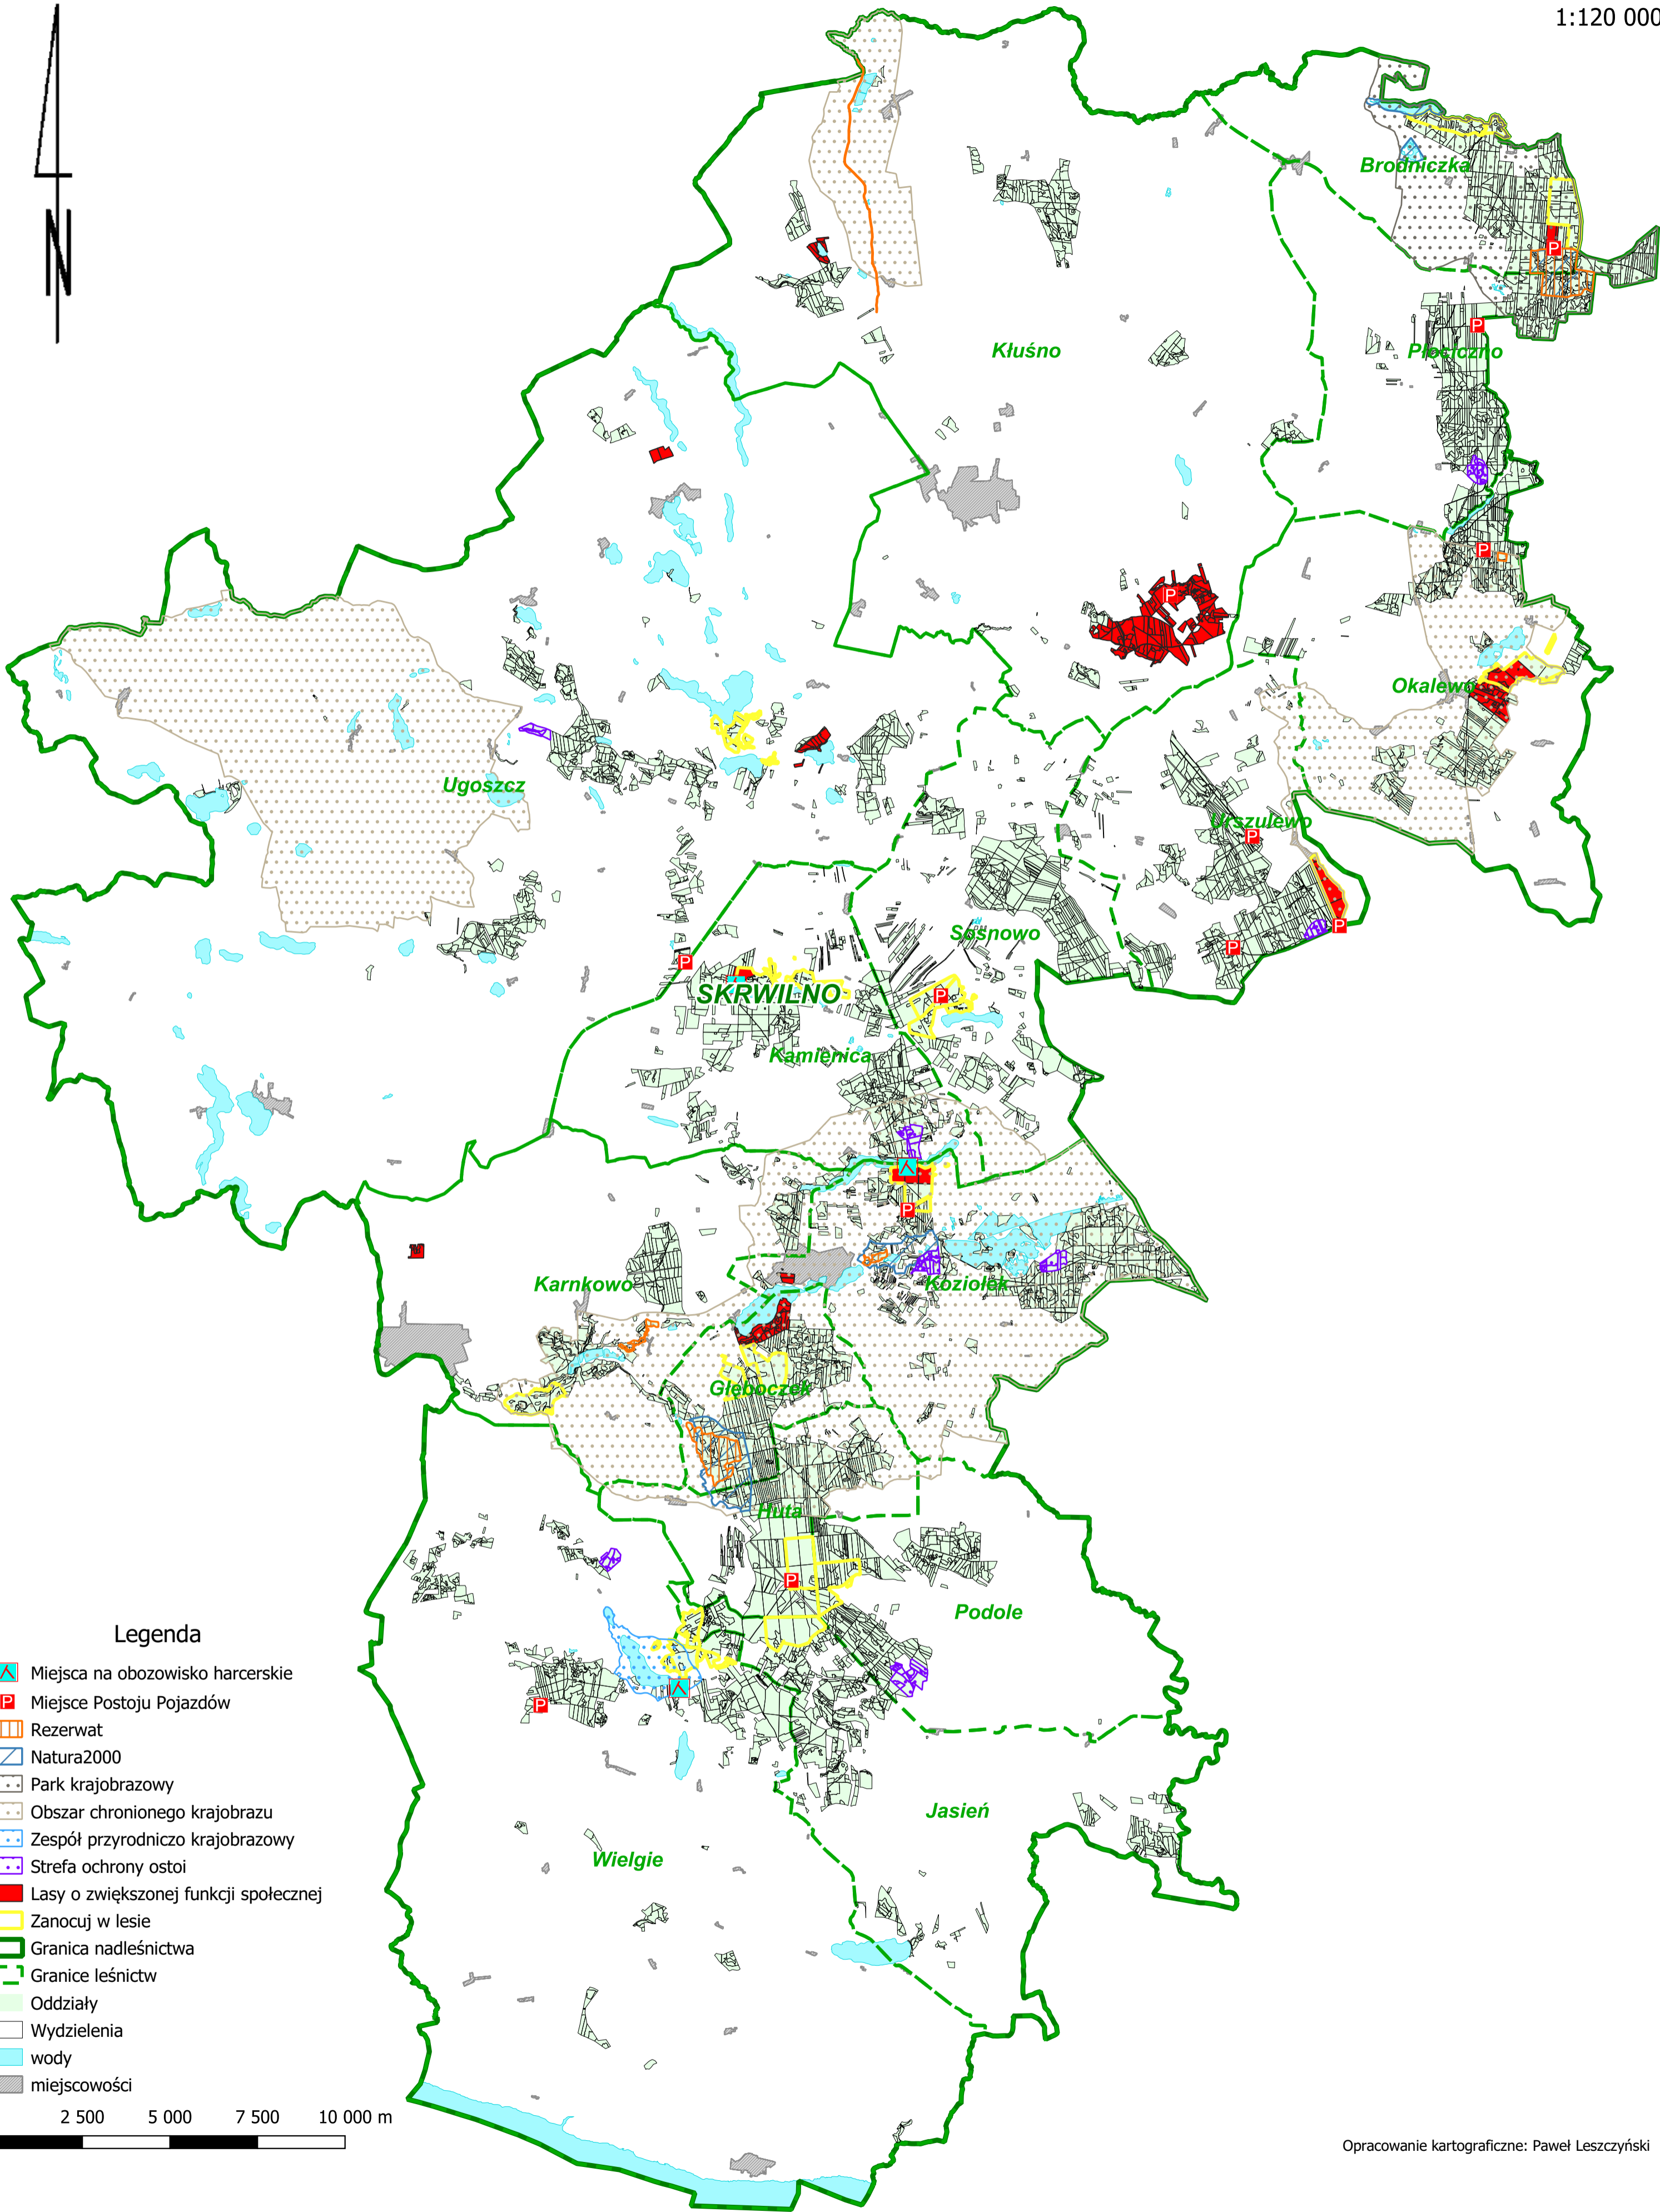 1:120 000
N
Brodniczka
P
P
Płociczno
Kłuśno
P
P
Okalewo
Ugoszcz
Urszulewo
P
P
P
Sosnowo
P
SKRWILNO
P
Kamienica
P
Karnkowo
Koziołek
Głęboczek
Huta
P
Podole
P
Jasień
Wielgie
Legenda
Miejsca na obozowisko harcerskie
P Miejsce Postoju Pojazdów
Rezerwat
Natura2000
Park krajobrazowy
Obszar chronionego krajobrazu
Zespół przyrodniczo krajobrazowy
Strefa ochrony ostoi
Lasy o zwiększonej funkcji społecznej
Zanocuj w lesie
Granica nadleśnictwa
Granice leśnictw
Oddziały
Wydzielenia
wody
miejscowości
2 500 5 000 7 500 10 000 m
Opracowanie kartograficzne: Paweł Leszczyński